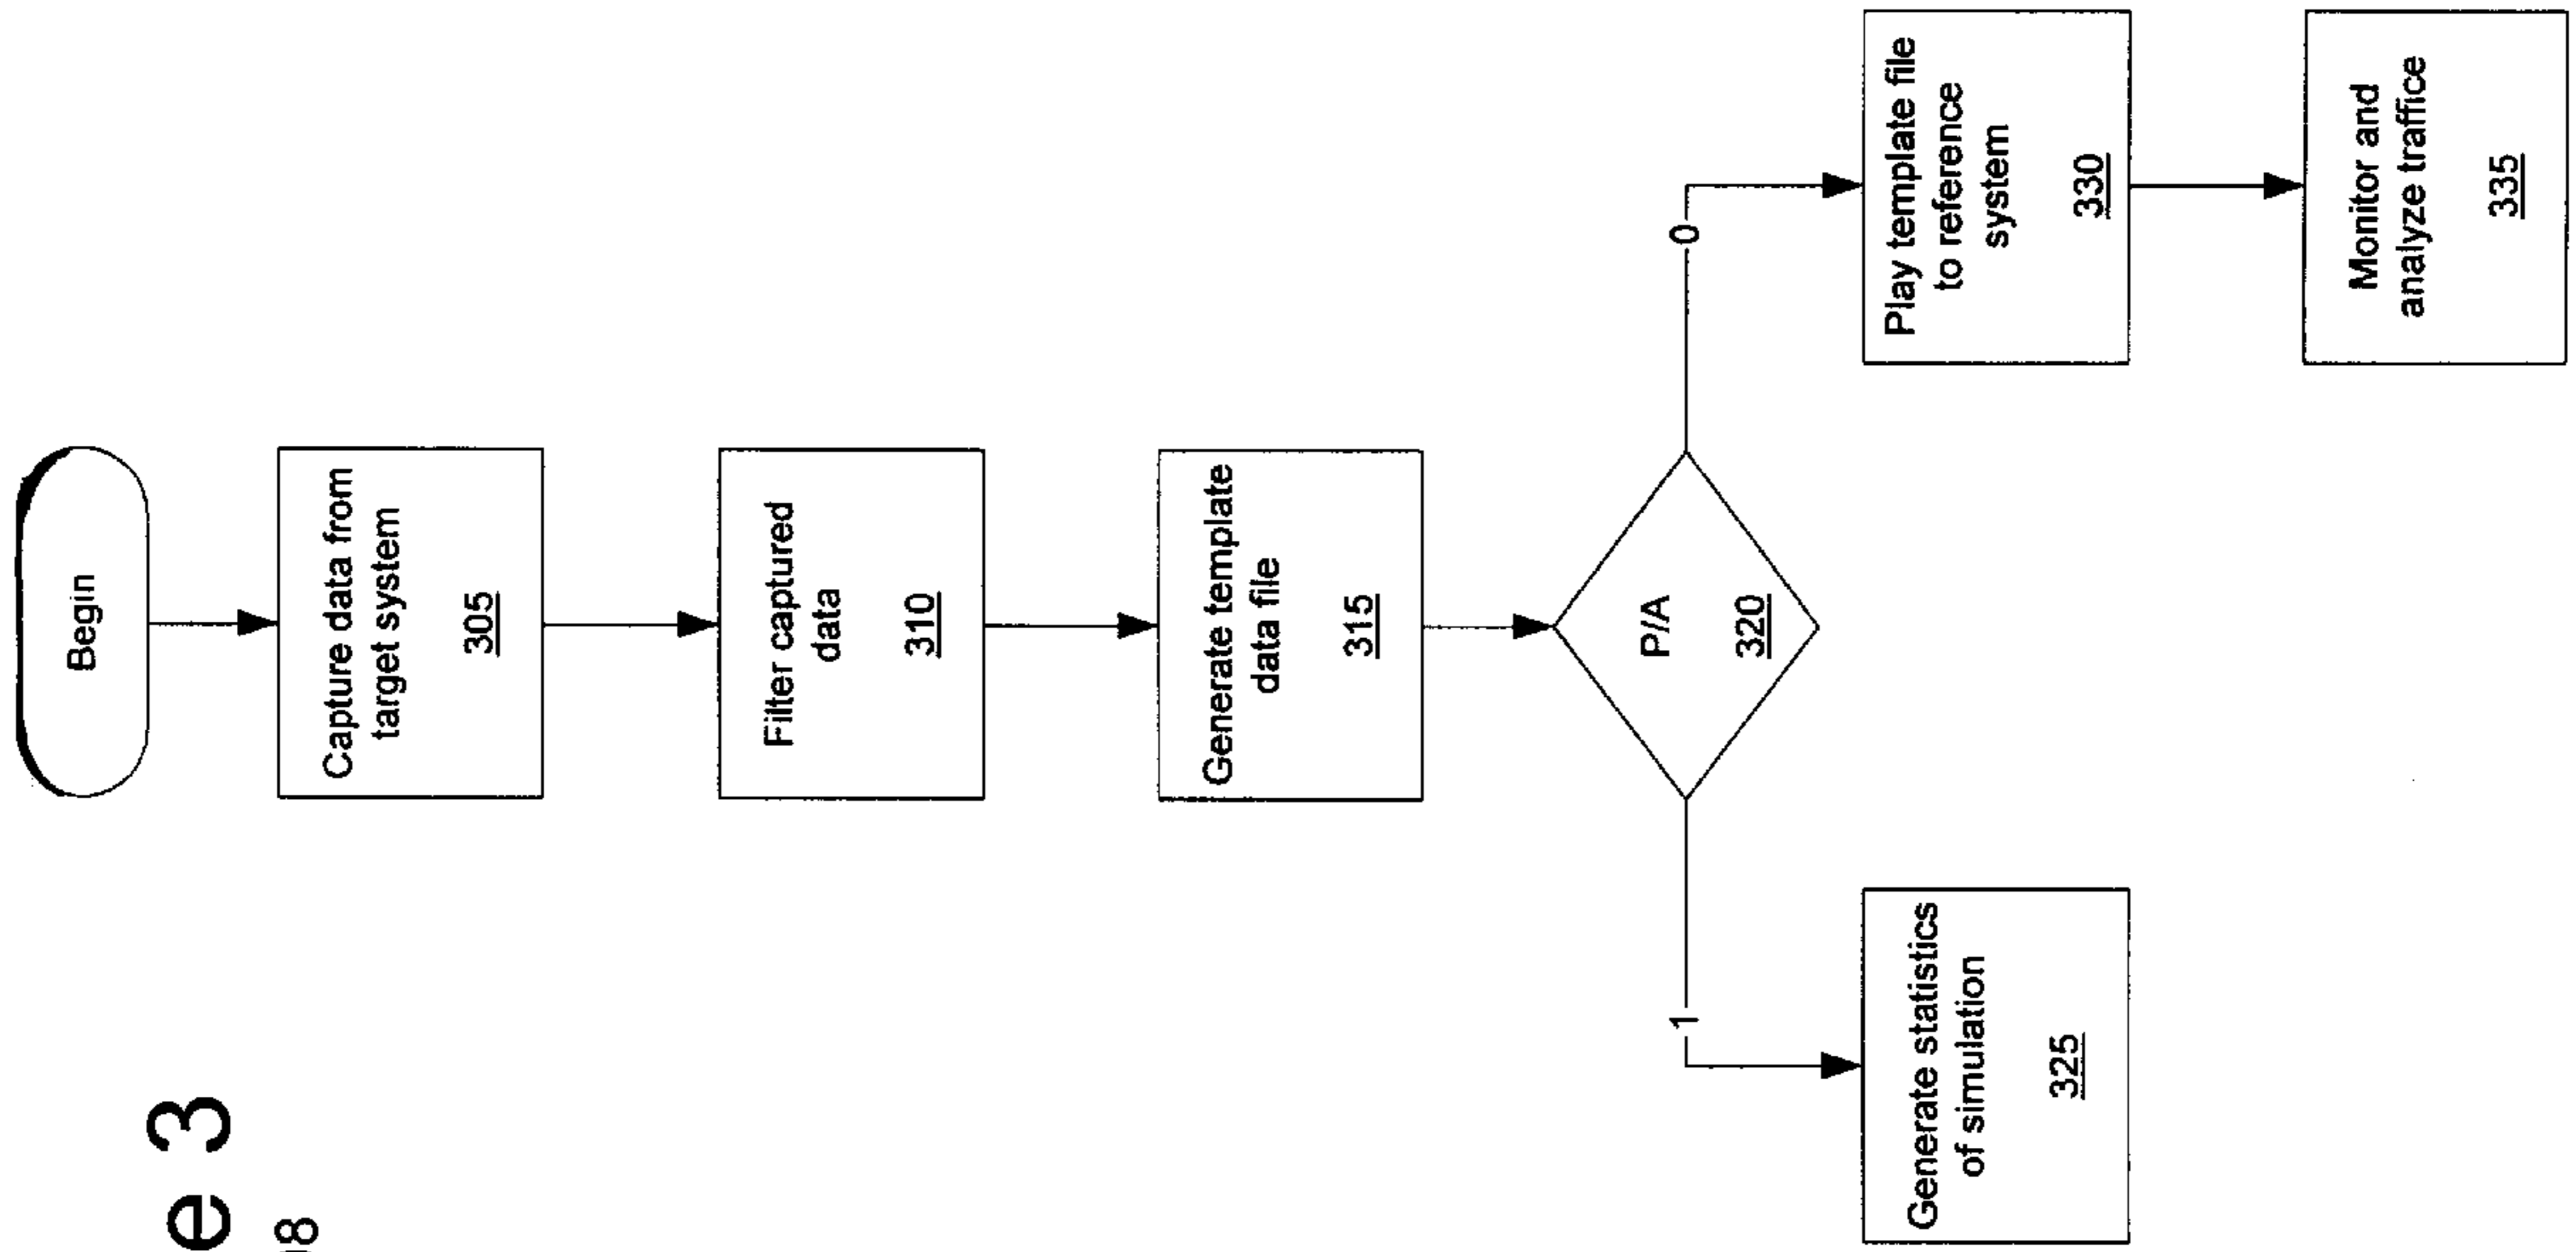 e 3
Begin
Capture data from
target system
305
Filter captured
data
310
Generate template
data file
315
P/A
320
1
0
Generate statistics
of simulation
325
Play template file
to reference
system
330
Monitor and
analyze traffice
335